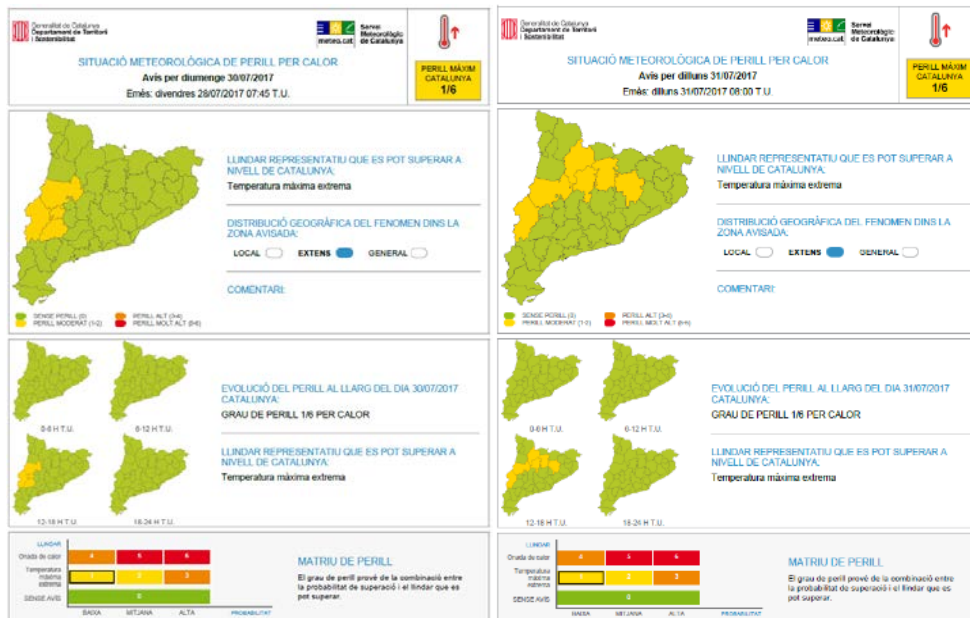 Generalitat de Catalunya
Departament de Territori
i Sostenibilitat
meteo.cat
Servei
Meteorològic
de Catalunya
SITUACIÓ METEOROLÒGICA DE PERILL PER CALOR
Avís per diumenge 30/07/2017
Emès: divendres 28/07/2017 07:45 T.U.
PERILL MÀXIM
CATALUNYA
1/6
LLINDAR REPRESENTATIU QUE ES POT SUPERAR A
NIVELL DE CATALUNYA:
Temperatura màxima extrema
DISTRIBUCIÓ GEOGRÀFICA DEL FENOMEN DINS LA
ZONA AVISADA:
LOCAL EXTENS GENERAL
COMENTARI:
SENSE PERILL (0) PERILL ALT (3-4)
PERILL MODERAT (1-2) PERILL MOLT ALT (5-6)
EVOLUCIÓ DEL PERILL AL LLARG DEL DIA 30/07/2017
CATALUNYA:
GRAU DE PERILL 1/6 PER CALOR
0-6 H T.U. 6-12 H T.U.
LLINDAR REPRESENTATIU QUE ES POT SUPERAR A
NIVELL DE CATALUNYA:
Temperatura màxima extrema
12-18 H T.U. 18-24 H T.U.
LLINDAR
Onada de calor 4 5 6
Temperatura
màxima
extrema 1 2 3
SENSE AVÍS 0
BAIXA MITJANA ALTA PROBABILITAT
MATRIU DE PERILL
El grau de perill prové de la combinació entre
la probabilitat de superació i el llindar que es
pot superar.
Generalitat de Catalunya
Departament de Territori
i Sostenibilitat
meteo.cat
Servei
Meteorològic
de Catalunya
SITUACIÓ METEOROLÒGICA DE PERILL PER CALOR
Avís per dilluns 31/07/2017
Emès: dilluns 31/07/2017 08:00 T.U.
PERILL MÀXIM
CATALUNYA
1/6
LLINDAR REPRESENTATIU QUE ES POT SUPERAR A
NIVELL DE CATALUNYA:
Temperatura màxima extrema
DISTRIBUCIÓ GEOGRÀFICA DEL FENOMEN DINS LA
ZONA AVISADA:
LOCAL EXTENS GENERAL
COMENTARI:
SENSE PERILL (0) PERILL ALT (3-4)
PERILL MODERAT (1-2) PERILL MOLT ALT (5-6)
EVOLUCIÓ DEL PERILL AL LLARG DEL DIA 31/07/2017
CATALUNYA:
GRAU DE PERILL 1/6 PER CALOR
0-6 H T.U. 6-12 H T.U.
LLINDAR REPRESENTATIU QUE ES POT SUPERAR A
NIVELL DE CATALUNYA:
Temperatura màxima extrema
12-18 H T.U. 18-24 H T.U.
LLINDAR
Onada de calor 4 5 6
Temperatura
màxima
extrema 1 2 3
SENSE AVÍS 0
BAIXA MITJANA ALTA PROBABILITAT
MATRIU DE PERILL
El grau de perill prové de la combinació entre
la probabilitat de superació i el llindar que es
pot superar.